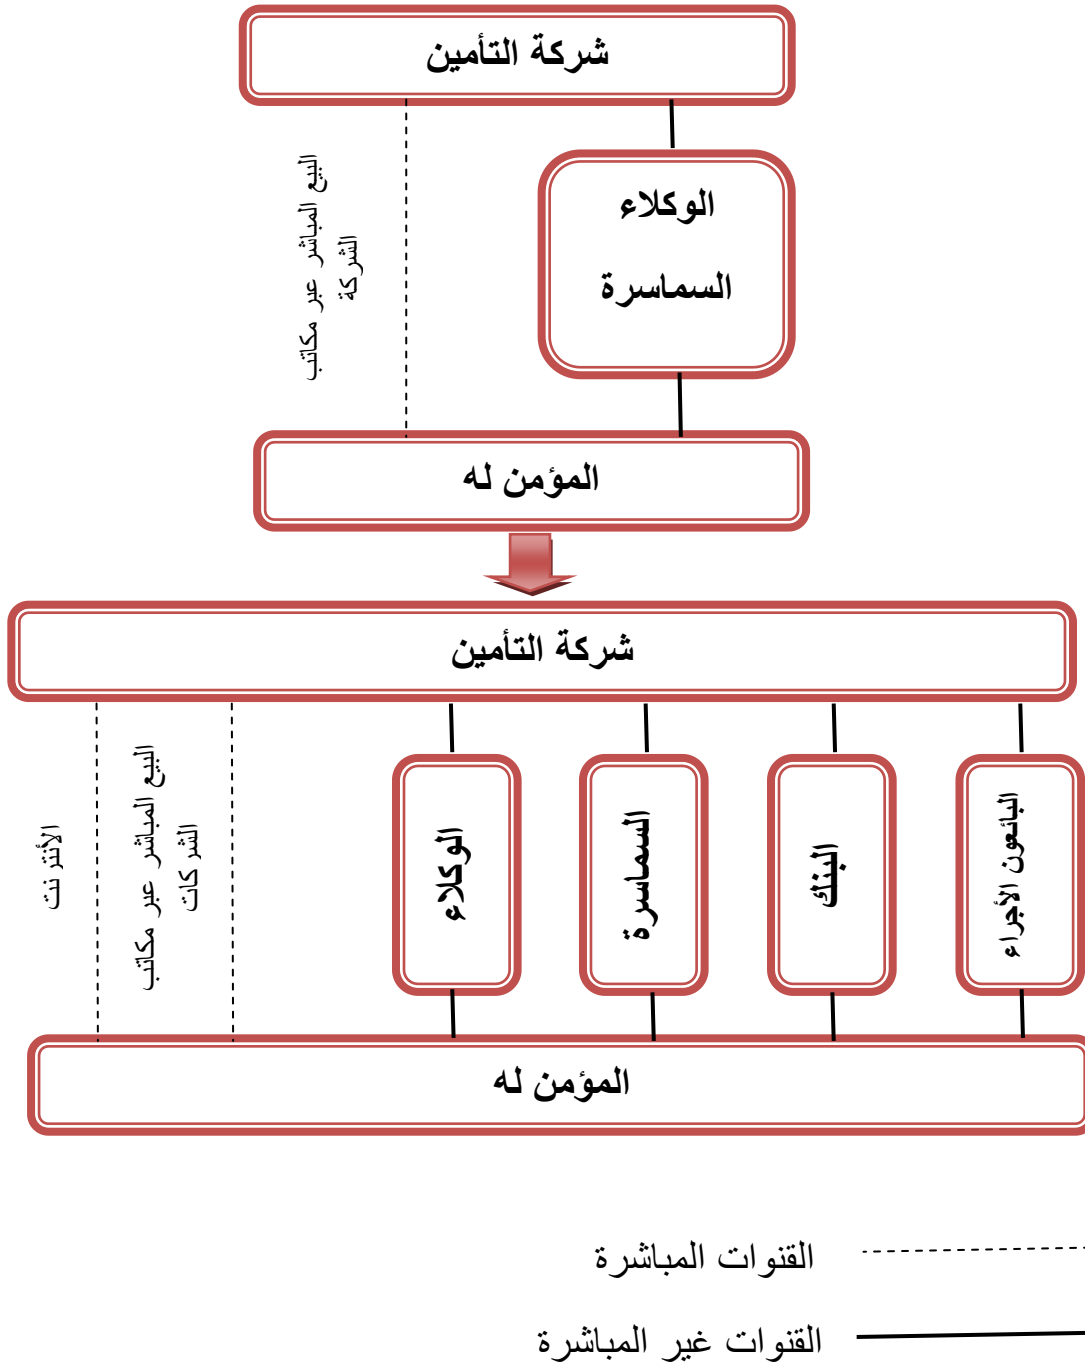 شركة التأمين
الوكلاء
السماسرة
البيع المباشر عبر مكاتب
الشركة
المؤمن له
شركة التأمين
البائعون الأجراء
البنك
السماسرة
الوكلاء
البيع المباشر عبر مكاتب
الشركات
الأنترنت
المؤمن له
القنوات المباشرة
القنوات غير المباشرة